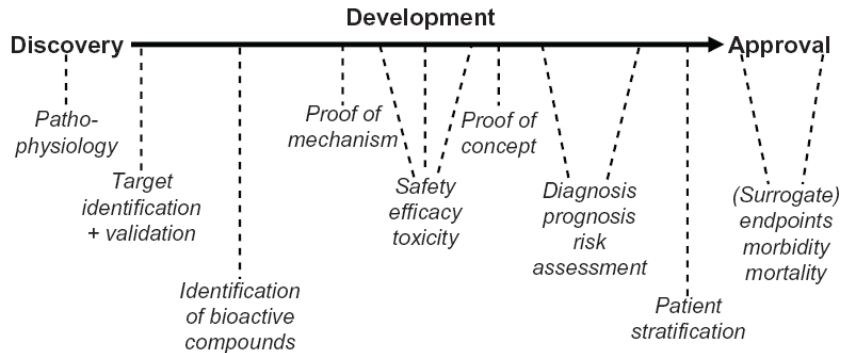 Development
Discovery
Approval
Patho-
physiology
Target
identification
+ validation
Identification
of bioactive
compounds
Proof of
mechanism
Safety
efficacy
toxicity
Proof of
concept
Diagnosis
prognosis
risk
assessment
Patient
stratification
(Surrogate)
endpoints
morbidity
mortality